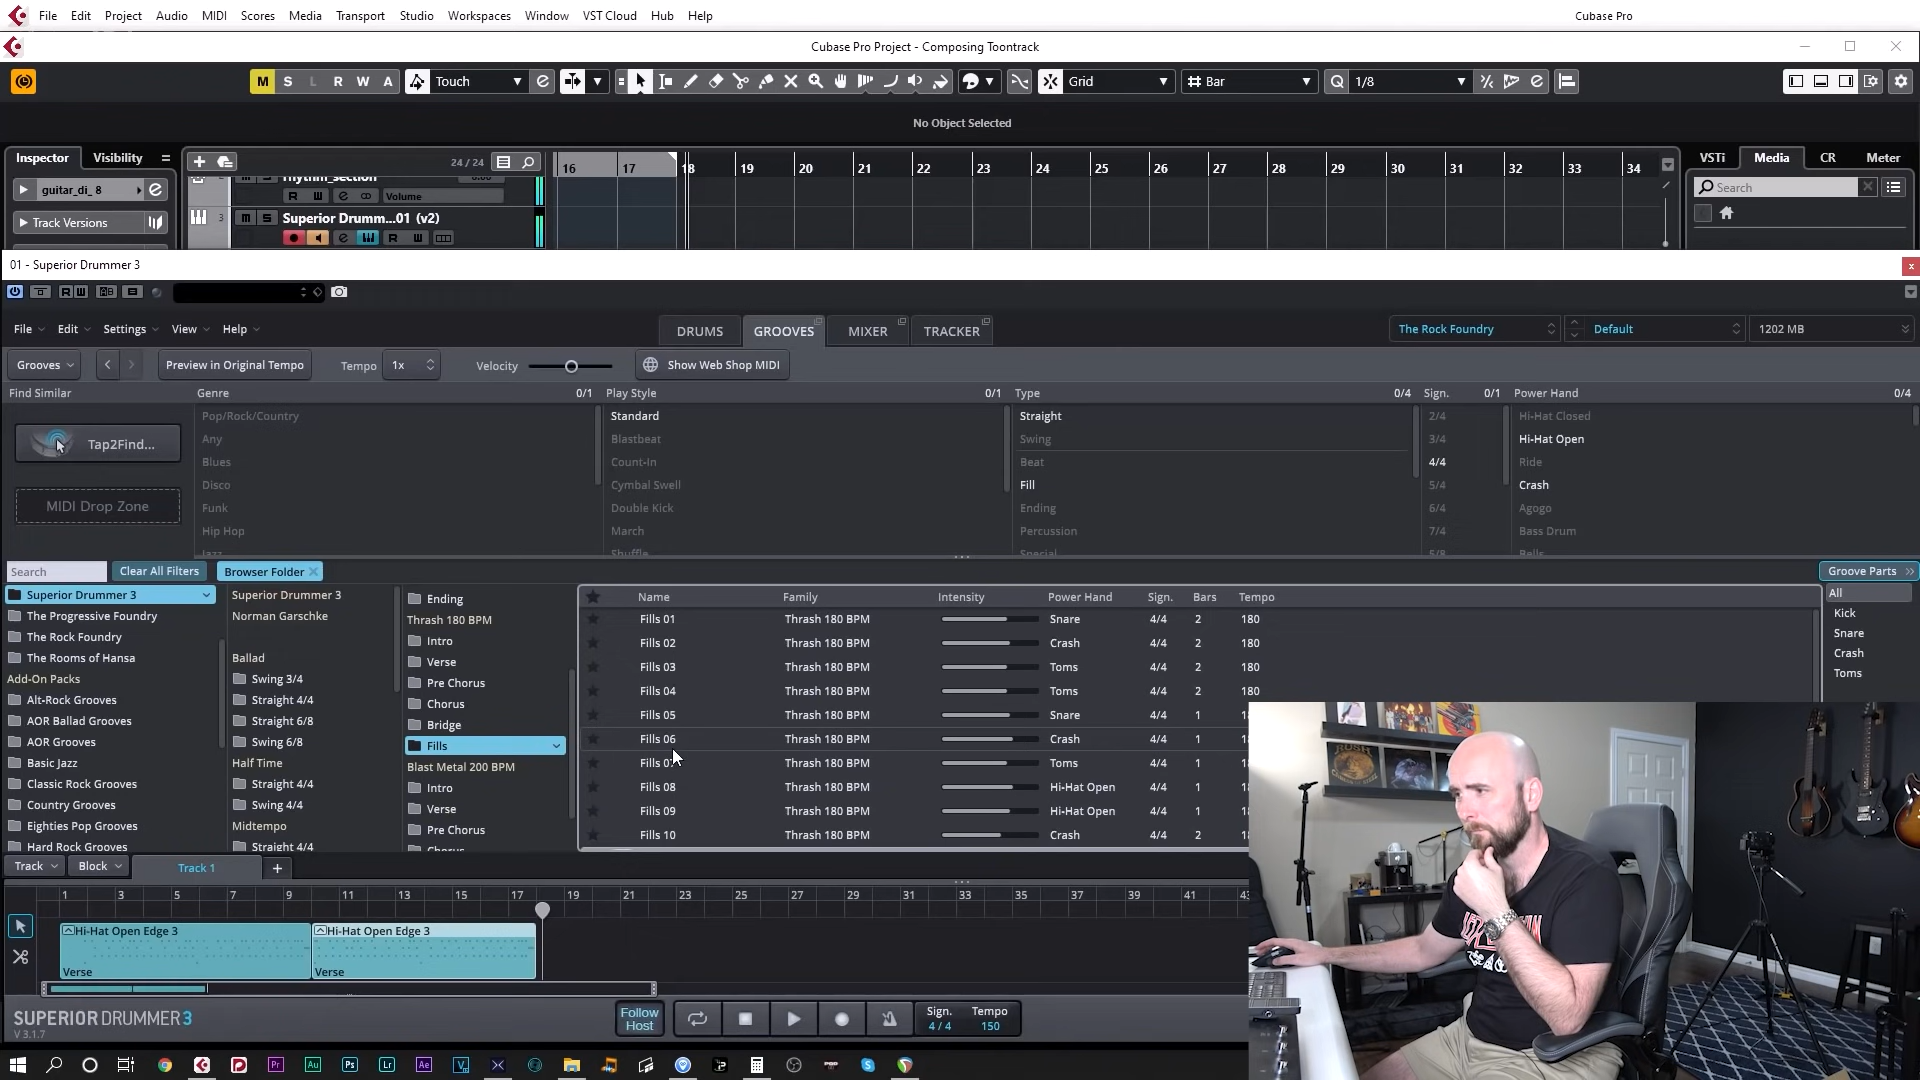 File Edit Project Audio MIDI Scores Media Transport Studio Workspaces Window VST Cloud Hub Help Cubase Pro
Cubase Pro Project - Composing Toontrack
M S L R W A Touch Grid Bar Q 1/8
No Object Selected
Inspector Visibility 24 / 24 16 17 18 19 20 21 22 23 24 25 26 27 28 29 30 31 32 33 34 VSTi Media CR Meter
guitar_di_ 8 rhythm_section Search
R W Volume
Track Versions 3 m S Superior Drumm...01 (v2)
R W
01 - Superior Drummer 3
File Edit Settings View Help DRUMS GROOVES MIXER TRACKER The Rock Foundry Default 1202 MB
Grooves Preview in Original Tempo Tempo 1x Velocity Show Web Shop MIDI
Find Similar Genre 0/1 Play Style 0/1 Type 0/4 Sign. 0/1 Power Hand 0/4
Pop/Rock/Country Standard Straight 2/4 Hi-Hat Closed
Tap2Find... Any Blastbeat Swing 3/4 Hi-Hat Open
Blues Count-In Beat 4/4 Ride
Disco Cymbal Swell Fill 5/4 Crash
MIDI Drop Zone Funk Double Kick Ending 6/4 Agogo
Hip Hop March Percussion 7/4 Bass Drum
Jazz Shuffle Special 5/8 Bells
Search Clear All Filters Browser Folder Groove Parts
Superior Drummer 3 Superior Drummer 3 Ending Name Family Intensity Power Hand Sign. Bars Tempo All
The Progressive Foundry Norman Garschke Thrash 180 BPM Fills 01 Thrash 180 BPM Snare 4/4 2 180 Kick
The Rock Foundry Intro Fills 02 Thrash 180 BPM Crash 4/4 2 180 Snare
The Rooms of Hansa Ballad Verse Fills 03 Thrash 180 BPM Toms 4/4 2 180 Crash
Add-On Packs Swing 3/4 Pre Chorus Fills 04 Thrash 180 BPM Toms 4/4 2 180 Toms
Alt-Rock Grooves Straight 4/4 Chorus Fills 05 Thrash 180 BPM Snare 4/4 1
AOR Ballad Grooves Straight 6/8 Bridge Fills 06 Thrash 180 BPM Crash 4/4 1
AOR Grooves Swing 6/8 Fills Fills Thrash 180 BPM Toms 4/4 1
Basic Jazz Half Time Blast Metal 200 BPM Fills 08 Thrash 180 BPM Hi-Hat Open 4/4 1
Classic Rock Grooves Straight 4/4 Intro Fills 09 Thrash 180 BPM Hi-Hat Open 4/4 1
Country Grooves Swing 4/4 Verse Fills 10 Thrash 180 BPM Crash 4/4 2
Eighties Pop Grooves Midtempo Pre Chorus
Hard Rock Grooves Straight 4/4 Chorus
Track Block Track 1 +
1 3 5 7 9 11 13 15 17 19 21 23 25 27 29 31 33 35 37 39 41
Hi-Hat Open Edge 3 Hi-Hat Open Edge 3
Verse Verse
SUPERIOR DRUMMER 3 Follow Host Sign. 4 / 4 Tempo 150
V 3.1.7
Pr Au Ps Lr Ae
RUSH